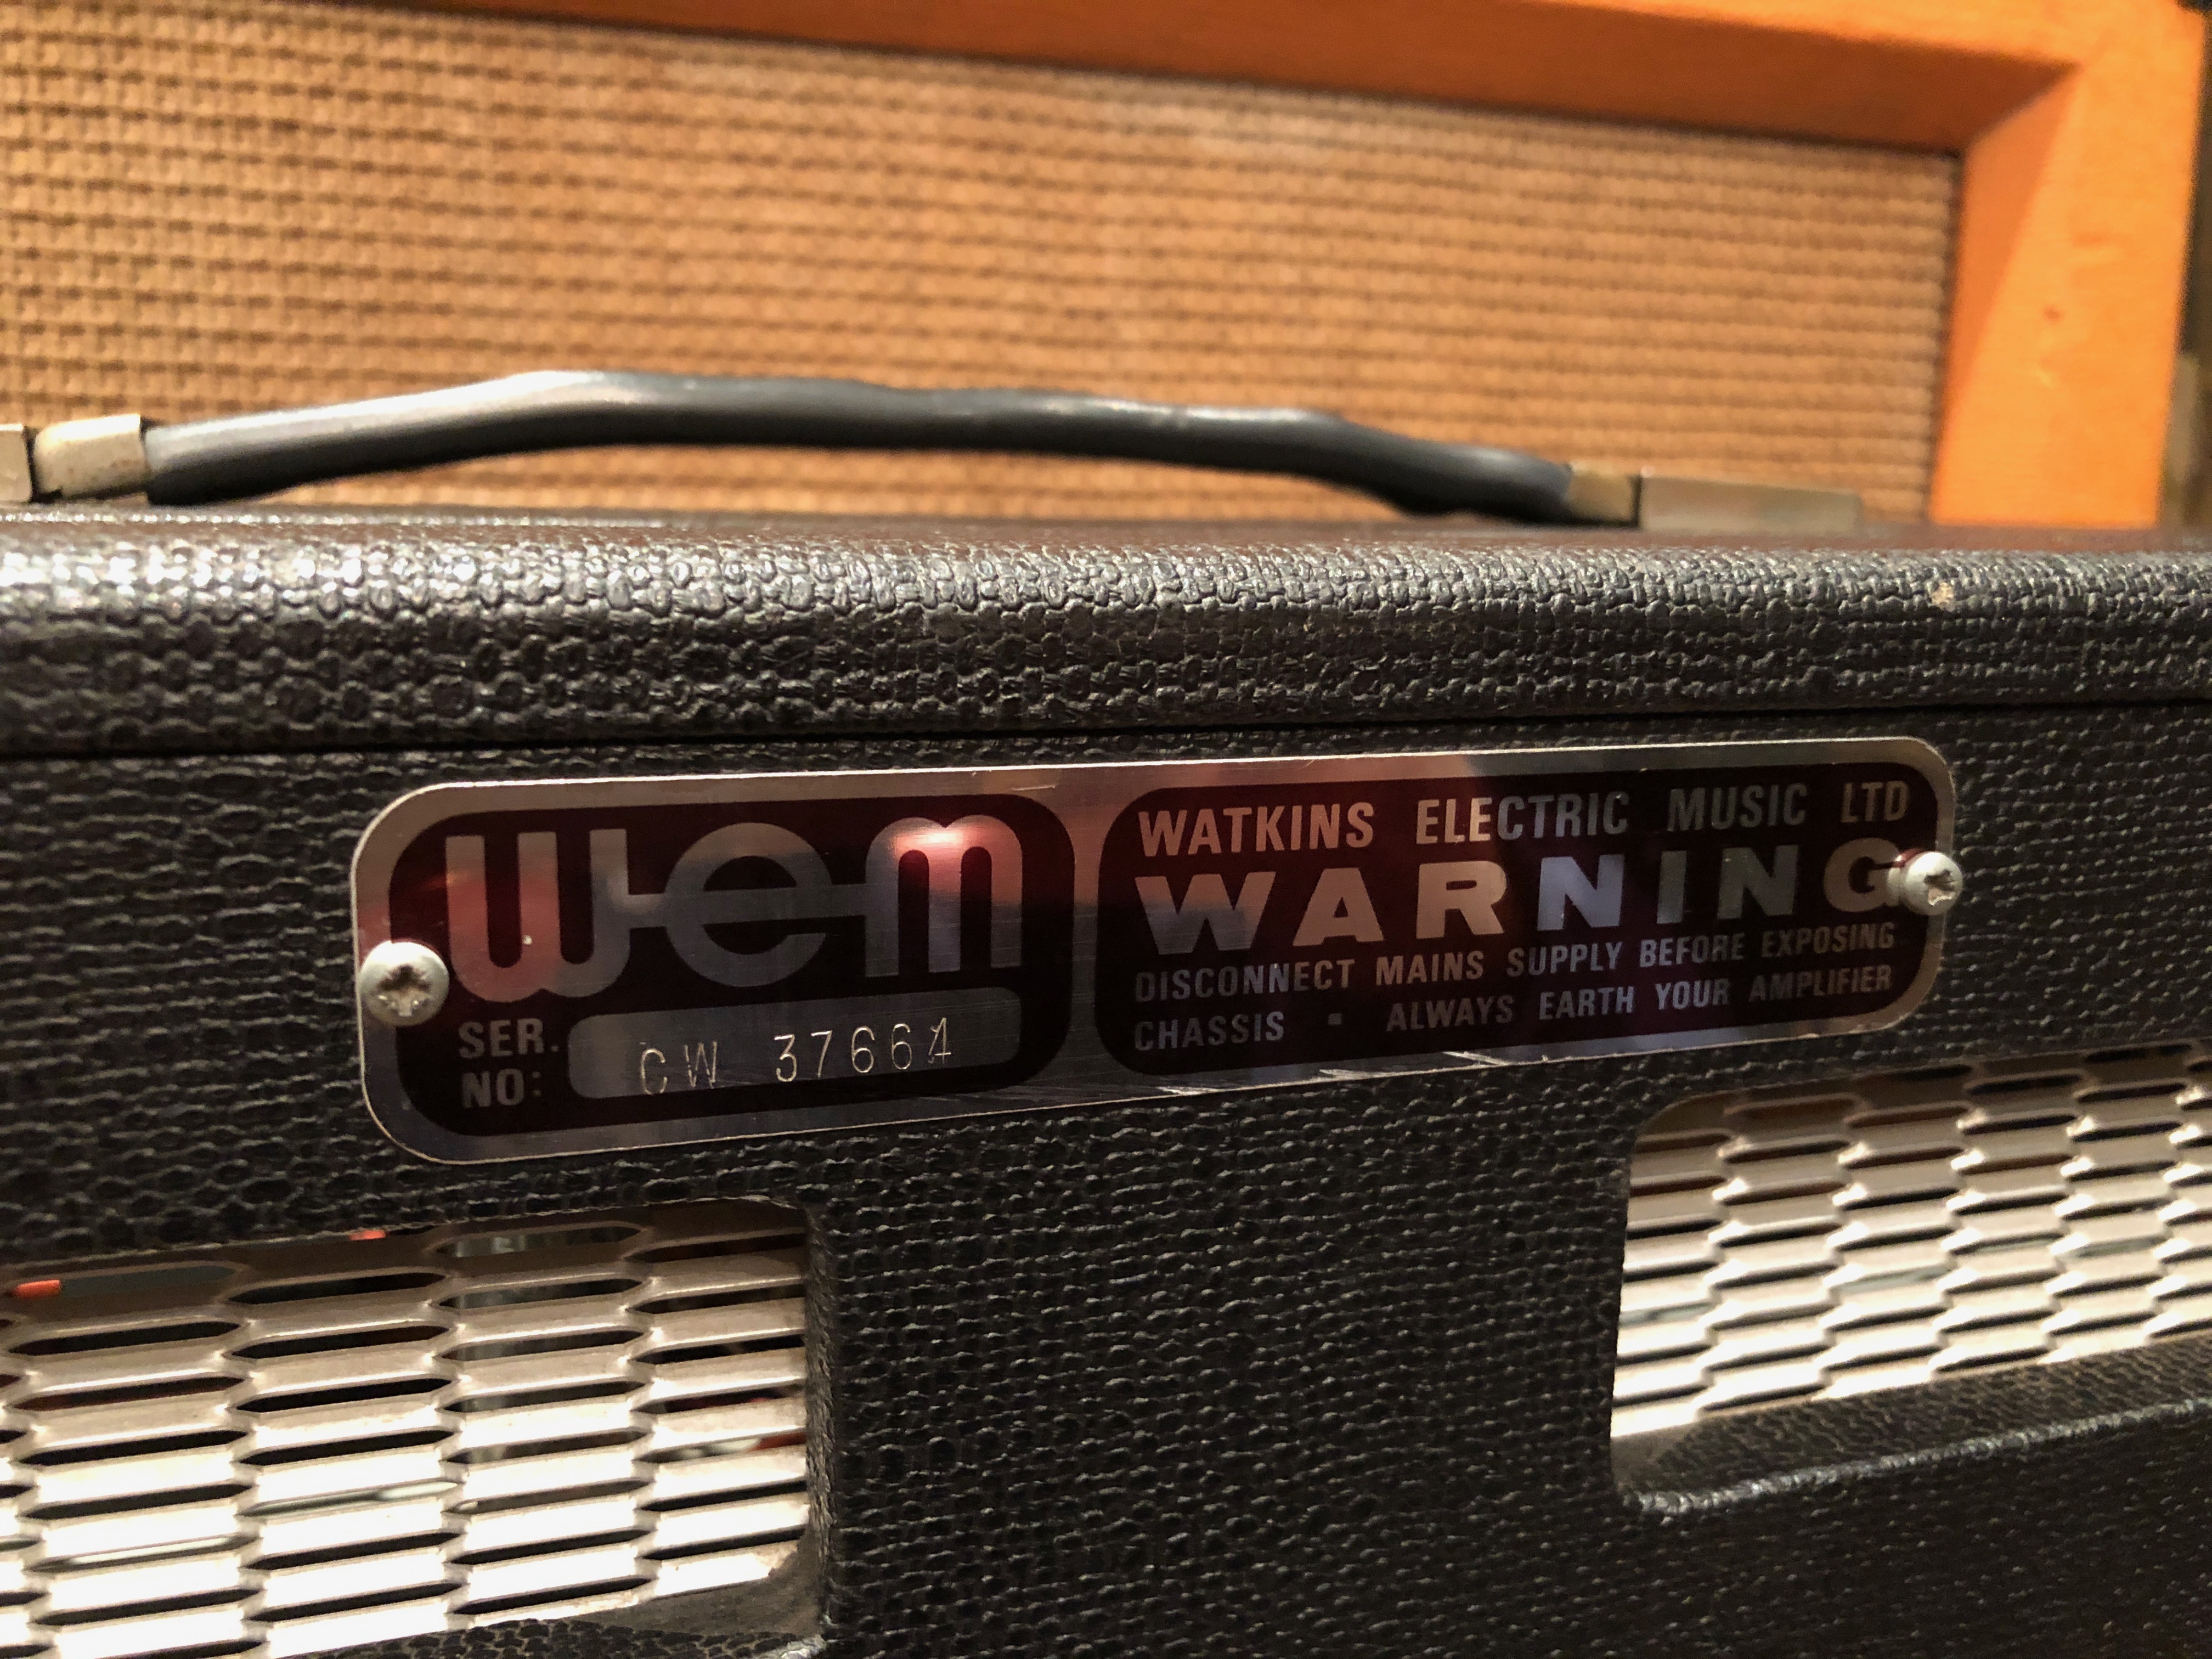 wem
SER.
NO:
CW 37664
WATKINS ELECTRIC MUSIC LTD
WARNING
DISCONNECT MAINS SUPPLY BEFORE EXPOSING
CHASSIS ▪ ALWAYS EARTH YOUR AMPLIFIER